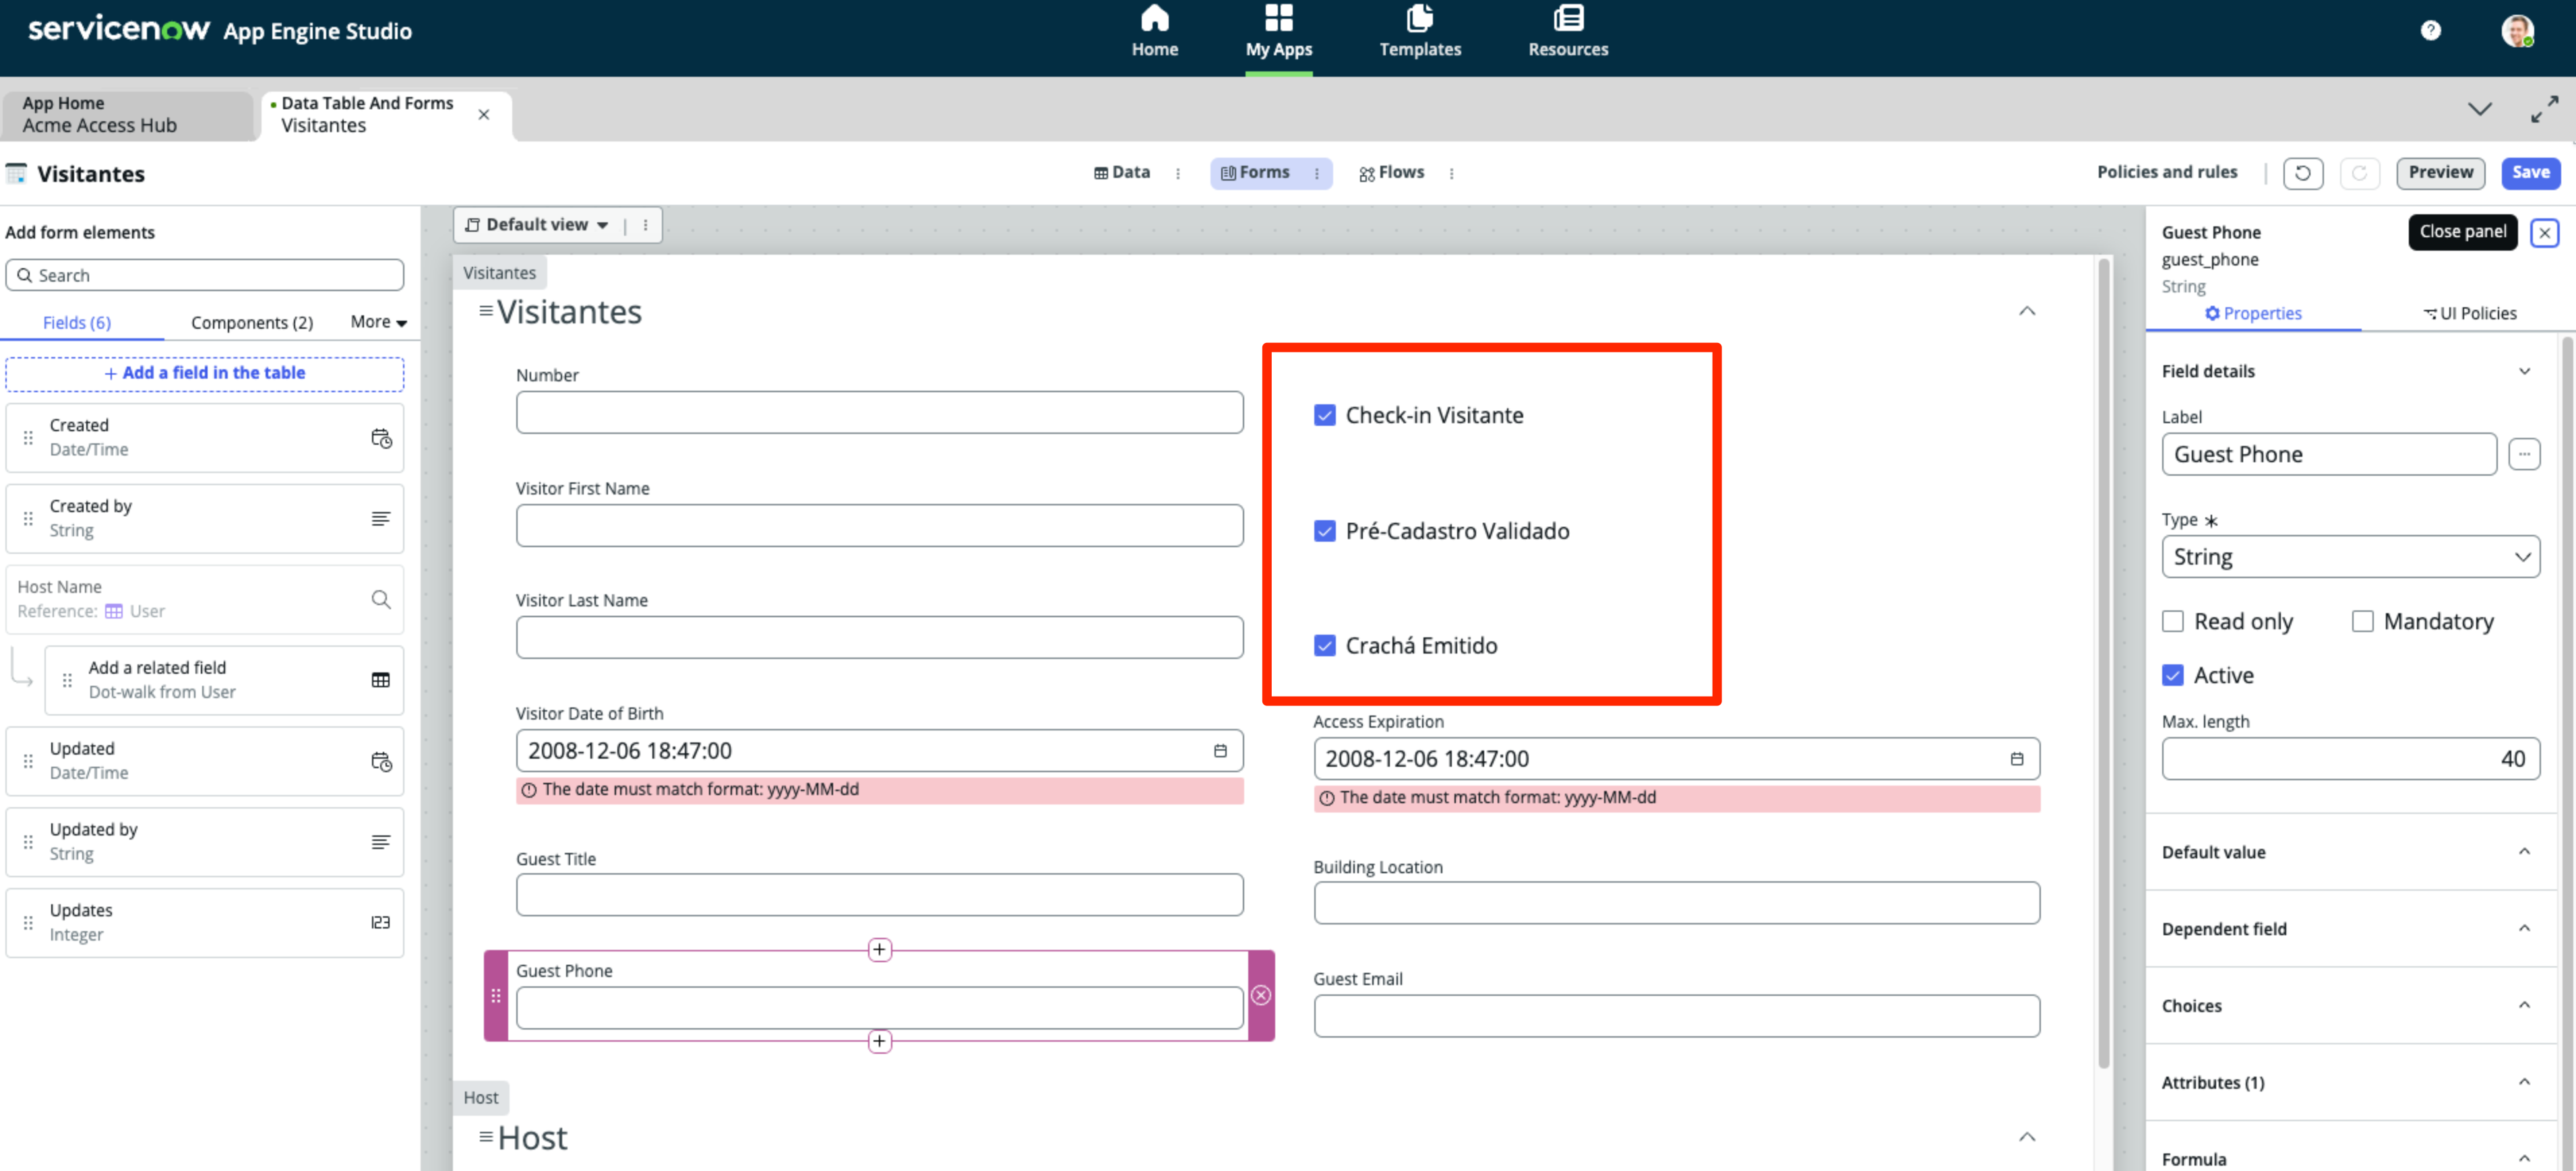 servicenow App Engine Studio
Home
My Apps
Templates
Resources
App Home
Acme Access Hub
Data Table And Forms
Visitantes
Visitantes
Data
Forms
Flows
Policies and rules
Preview
Save
Add form elements
Search
Fields (6)
Components (2)
More
+ Add a field in the table
Created
Date/Time
Created by
String
Host Name
Reference: User
Add a related field
Dot-walk from User
Updated
Date/Time
Updated by
String
Updates
Integer
123
Default view
Visitantes
Visitantes
Number
Check-in Visitante
Visitor First Name
Pré-Cadastro Validado
Visitor Last Name
Crachá Emitido
Visitor Date of Birth
2008-12-06 18:47:00
The date must match format: yyyy-MM-dd
Access Expiration
2008-12-06 18:47:00
The date must match format: yyyy-MM-dd
Guest Title
Building Location
Guest Phone
Guest Email
Host
Host
Guest Phone
Close panel
guest_phone
String
Properties
UI Policies
Field details
Label
Guest Phone
Type *
String
Read only
Mandatory
Active
Max. length
40
Default value
Dependent field
Choices
Attributes (1)
Formula